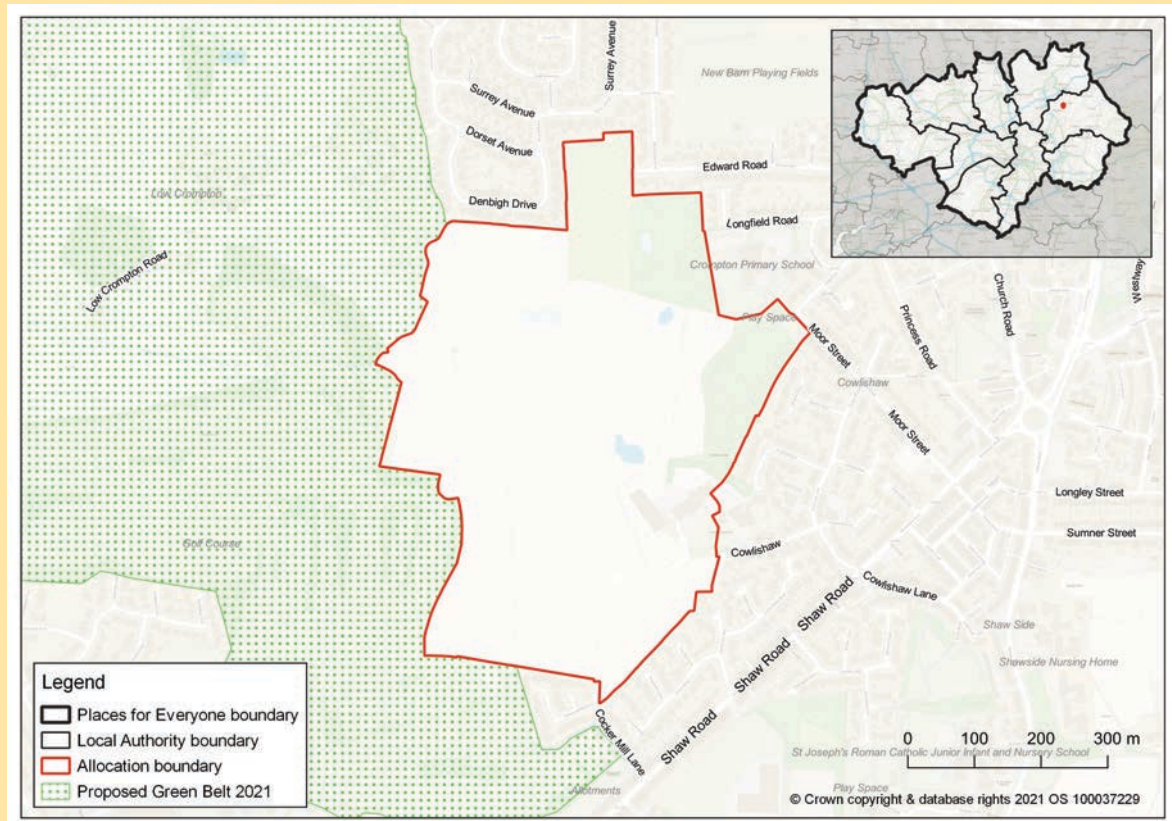 Surrey Avenue
New Barn Playing Fields
Surrey Avenue
Dorset Avenue
Edward Road
Low Crompton
Denbigh Drive
Longfield Road
Low Crompton Road
Crompton Primary School
Westway
Church Road
Princess Road
Play Space
Moor Street
Cowlishaw
Moor Street
Longley Street
Golf Course
Sumner Street
Cowlishaw
Cowlishaw Lane
Shaw Road
Shaw Side
Shaw Road
Shawside Nursing Home
Shaw Road
Cocker Mill Lane
Legend
Places for Everyone boundary
Local Authority boundary
Allocation boundary
Proposed Green Belt 2021
0 75 150 300 m
St Joseph's Roman Catholic Junior Infant and Nursery School
Allotments
Play Space
© Crown copyright & database rights 2021 OS 100037229